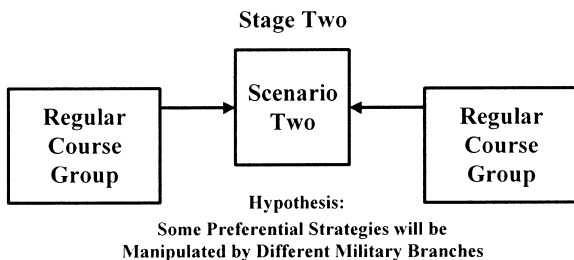 Stage Two
Regular
Course
Group
Scenario
Two
Regular
Course
Group
Hypothesis:
Some Preferential Strategies will be
Manipulated by Different Military Branches